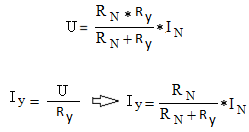 U = (R_N * R_y)/(R_N + R_y) * I_N
I_y = U/R_y ⇨ I_y = R_N/(R_N + R_y) * I_N